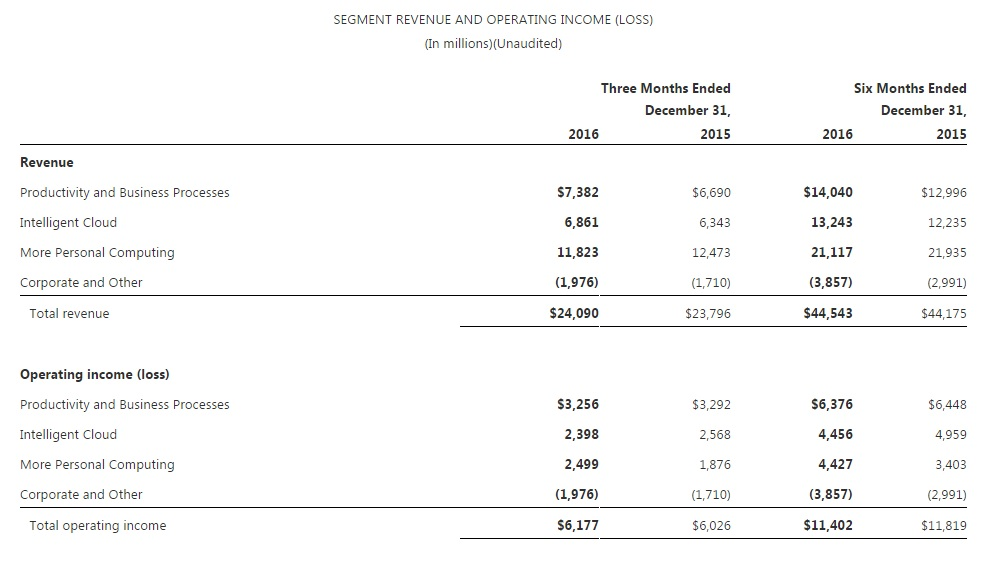 SEGMENT REVENUE AND OPERATING INCOME (LOSS)
(In millions)(Unaudited)
Three Months Ended December 31, Six Months Ended December 31,
2016 2015 2016 2015
Revenue
Productivity and Business Processes $7,382 $6,690 $14,040 $12,996
Intelligent Cloud 6,861 6,343 13,243 12,235
More Personal Computing 11,823 12,473 21,117 21,935
Corporate and Other (1,976) (1,710) (3,857) (2,991)
Total revenue $24,090 $23,796 $44,543 $44,175
Operating income (loss)
Productivity and Business Processes $3,256 $3,292 $6,376 $6,448
Intelligent Cloud 2,398 2,568 4,456 4,959
More Personal Computing 2,499 1,876 4,427 3,403
Corporate and Other (1,976) (1,710) (3,857) (2,991)
Total operating income $6,177 $6,026 $11,402 $11,819